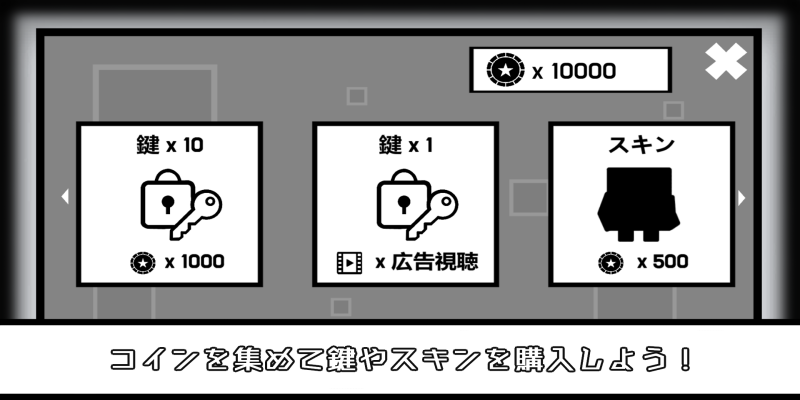 x 10000
鍵 x 10
x 1000
鍵 x 1
x 広告視聴
スキン
x 500
コインを集めて鍵やスキンを購入しよう！